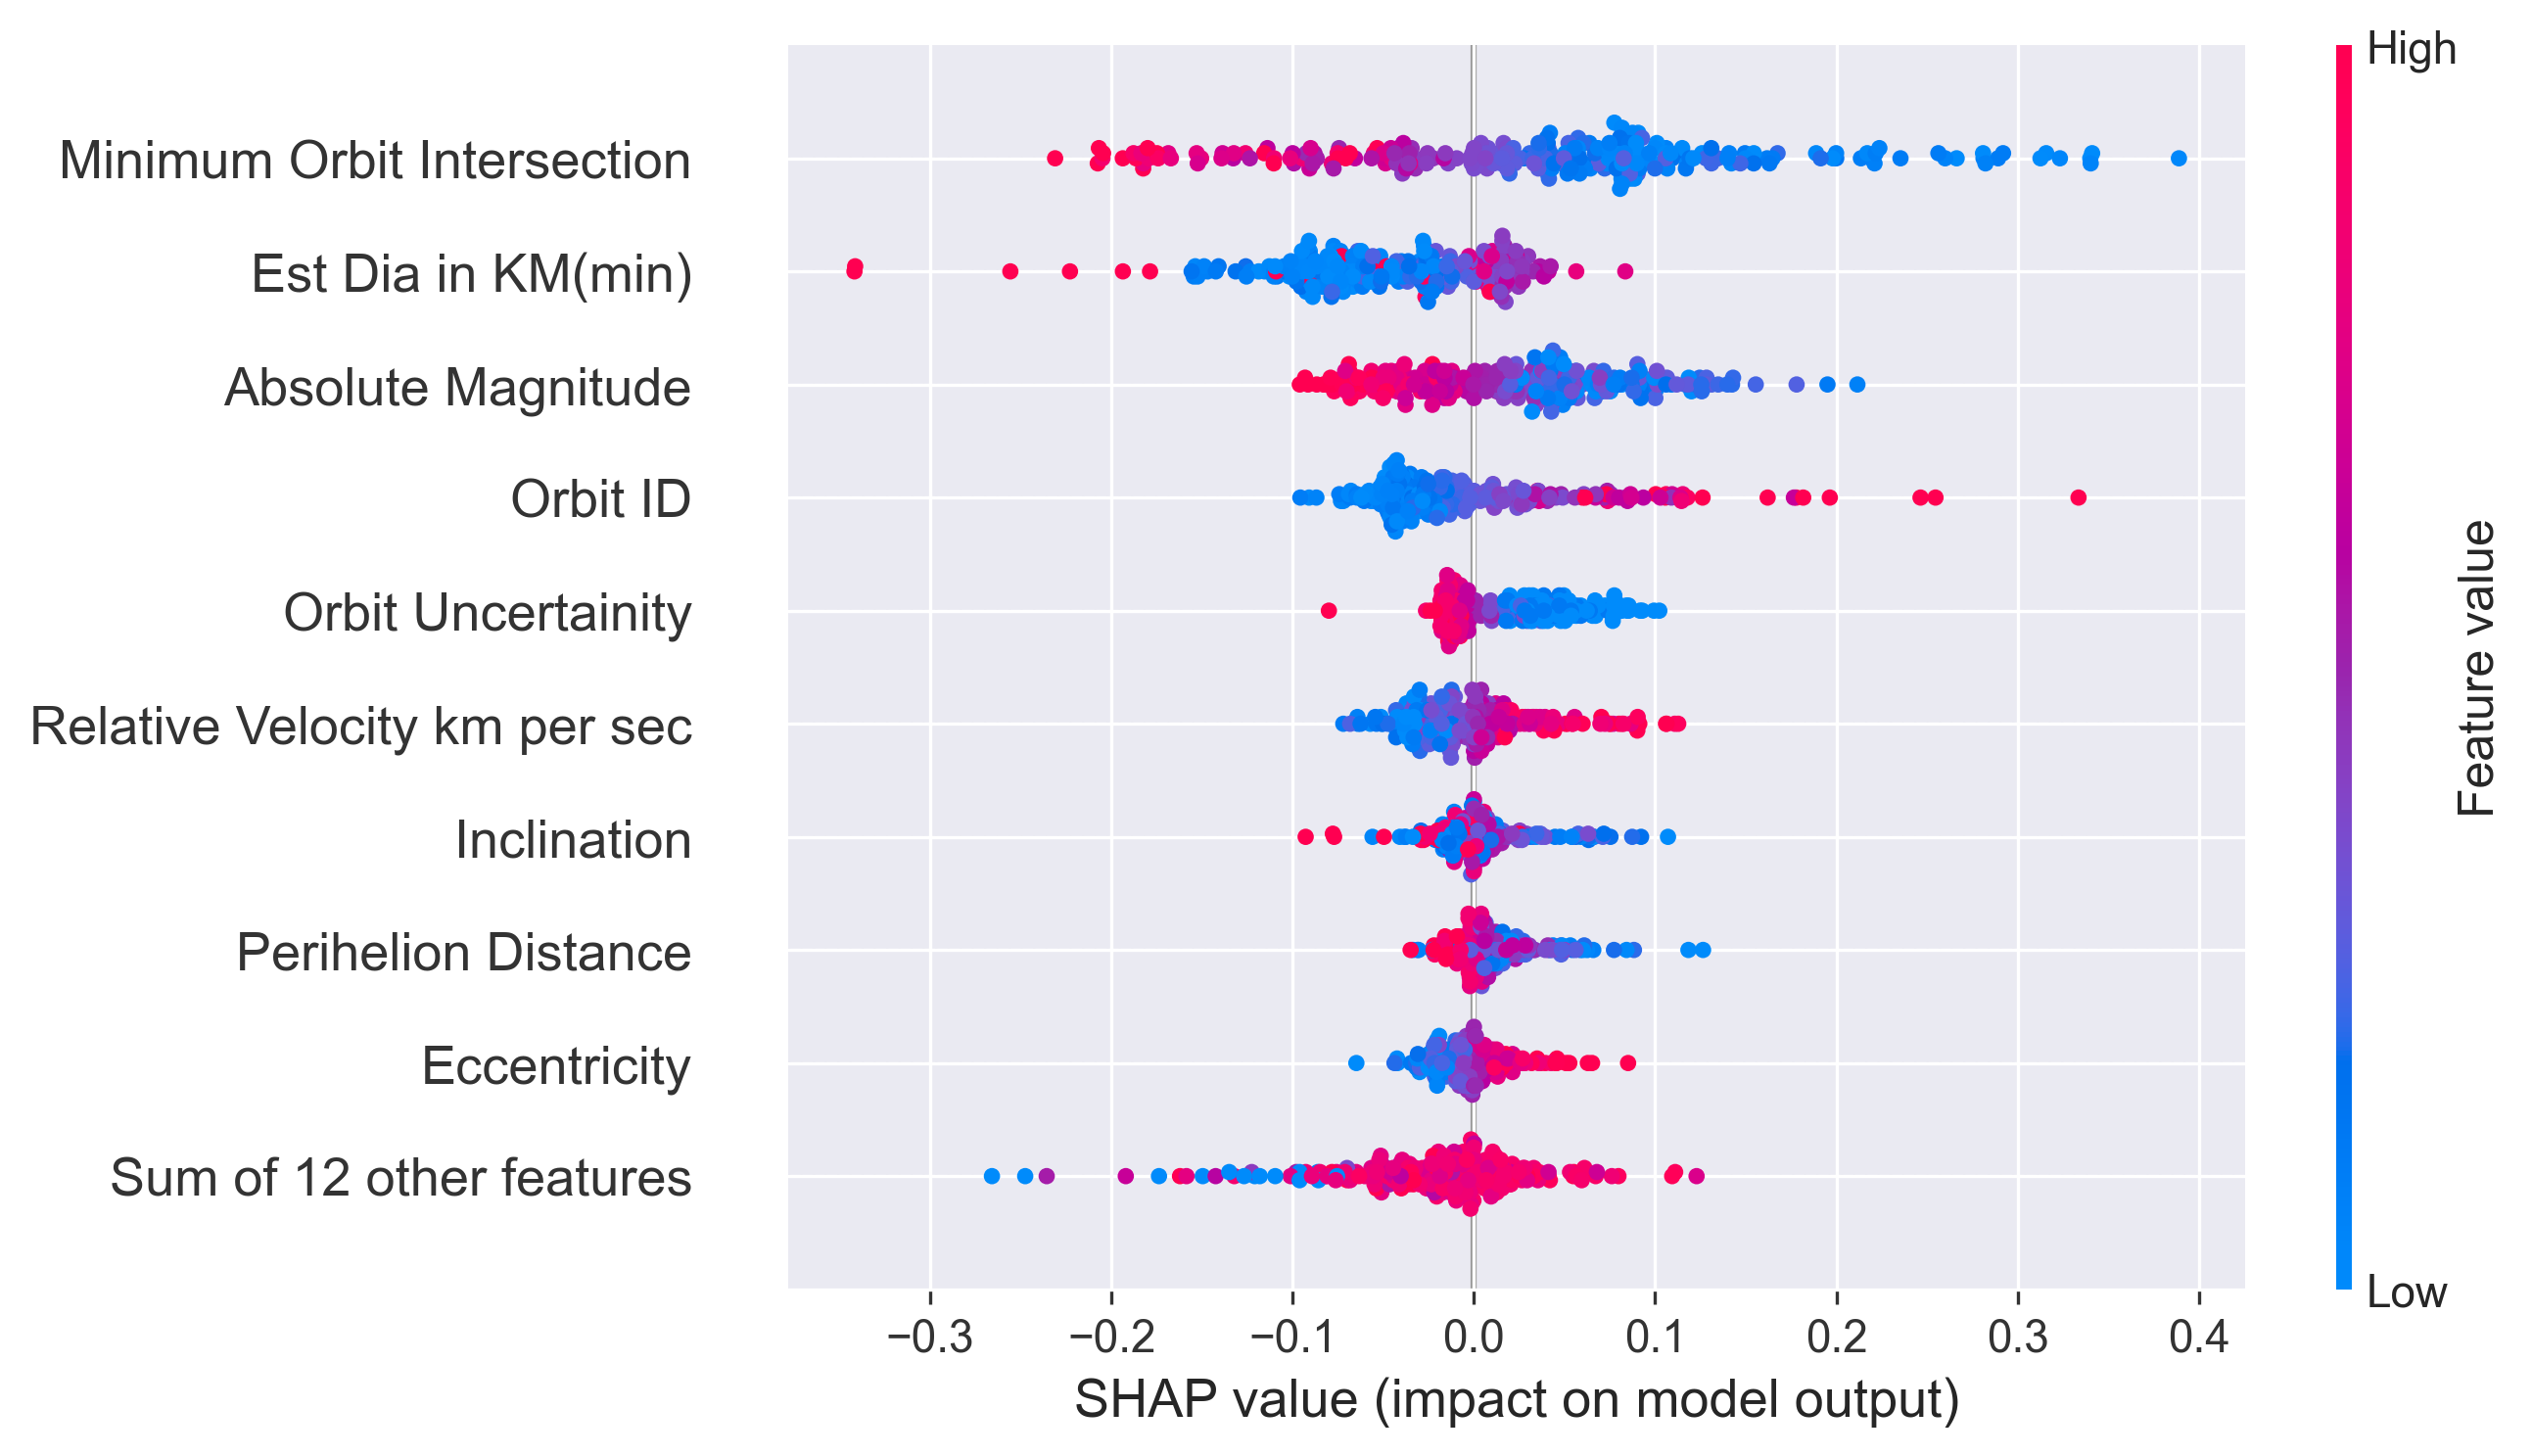 High
Minimum Orbit Intersection
Est Dia in KM(min)
Absolute Magnitude
Orbit ID
Orbit Uncertainity
Relative Velocity km per sec
Inclination
Perihelion Distance
Eccentricity
Sum of 12 other features
Feature value
Low
−0.3 −0.2 −0.1 0.0 0.1 0.2 0.3 0.4
SHAP value (impact on model output)